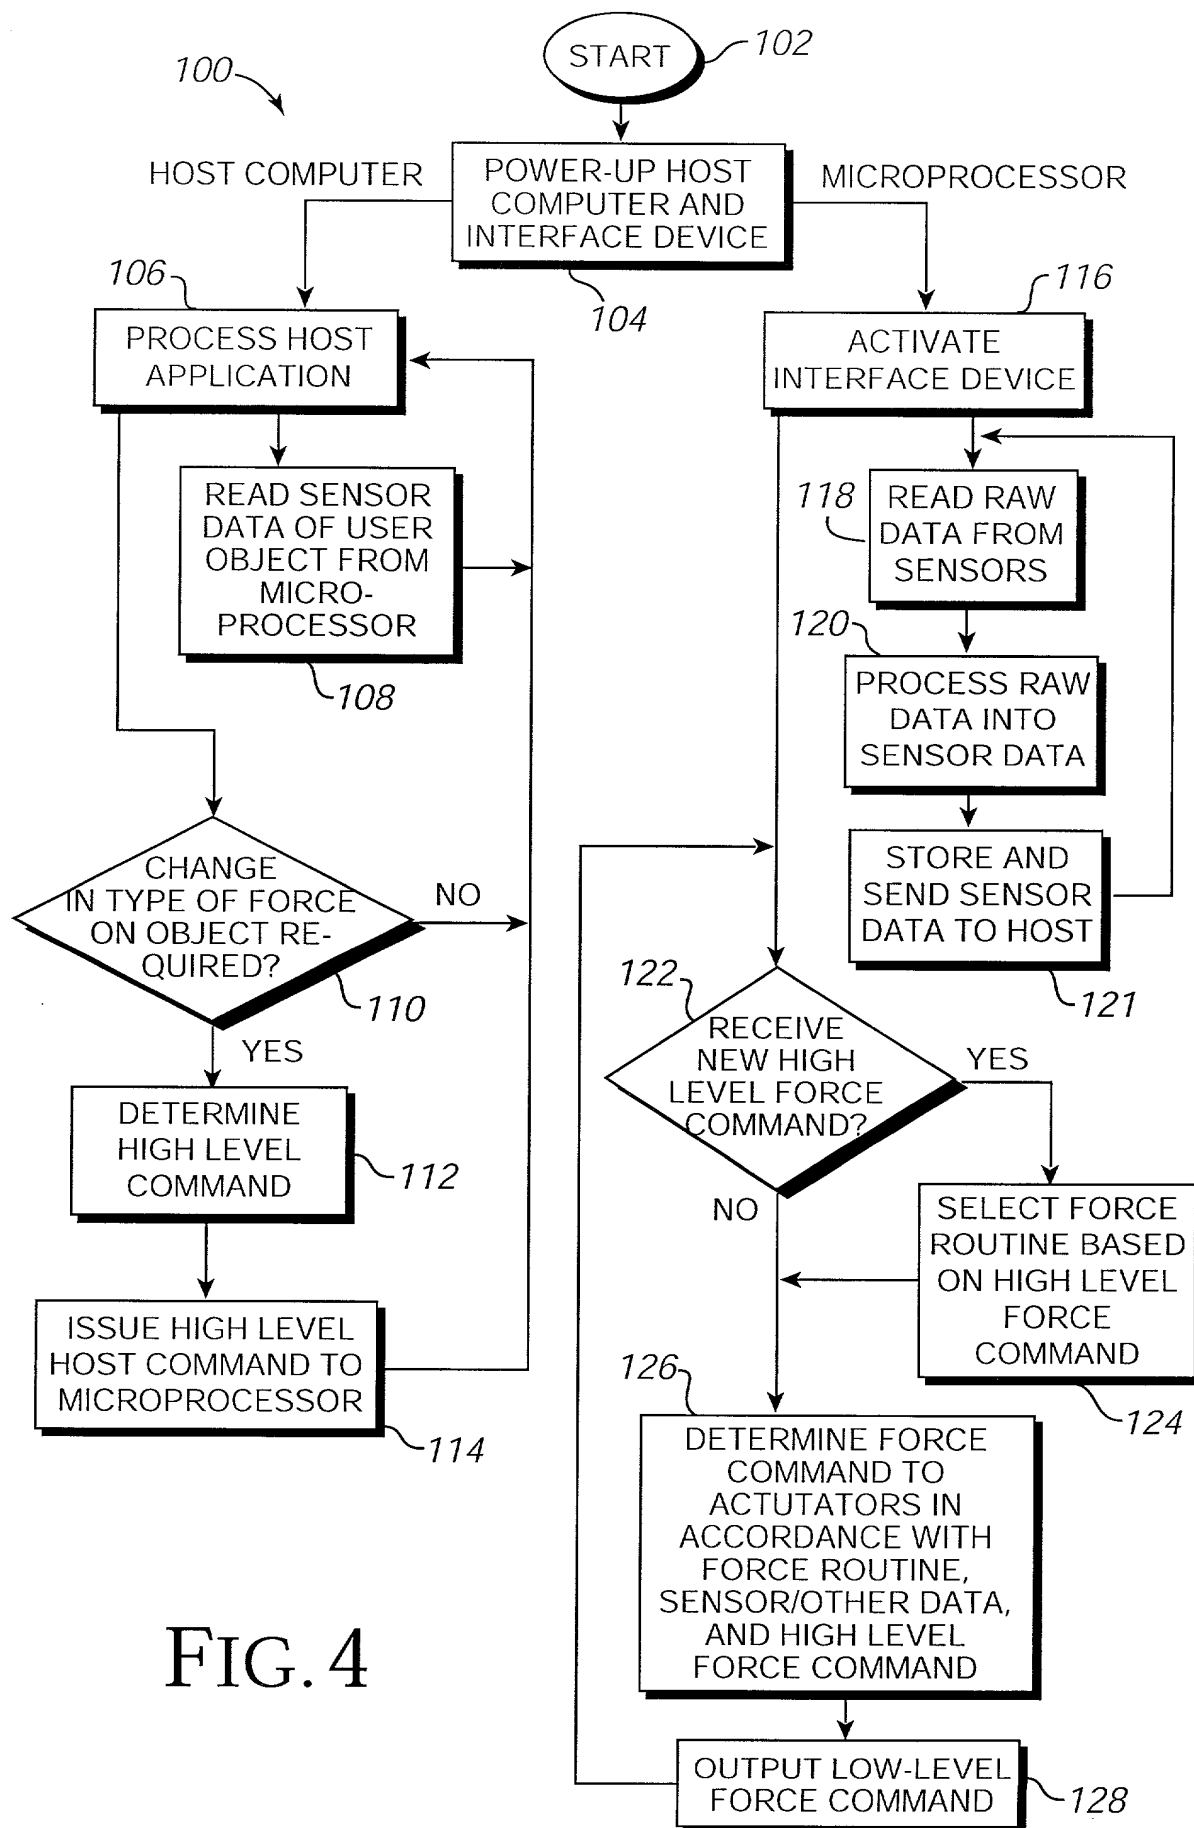 START
102
100
HOST COMPUTER
POWER-UP HOST
COMPUTER AND
INTERFACE DEVICE
MICROPROCESSOR
104
106
PROCESS HOST
APPLICATION
116
ACTIVATE
INTERFACE DEVICE
READ SENSOR
DATA OF USER
OBJECT FROM
MICRO-
PROCESSOR
108
118
READ RAW
DATA FROM
SENSORS
120
PROCESS RAW
DATA INTO
SENSOR DATA
STORE AND
SEND SENSOR
DATA TO HOST
121
CHANGE
IN TYPE OF FORCE
ON OBJECT RE-
QUIRED?
NO
110
YES
DETERMINE
HIGH LEVEL
COMMAND
112
ISSUE HIGH LEVEL
HOST COMMAND TO
MICROPROCESSOR
114
122
RECEIVE
NEW HIGH
LEVEL FORCE
COMMAND?
YES
NO
SELECT FORCE
ROUTINE BASED
ON HIGH LEVEL
FORCE
COMMAND
124
126
DETERMINE FORCE
COMMAND TO
ACTUTATORS IN
ACCORDANCE WITH
FORCE ROUTINE,
SENSOR/OTHER DATA,
AND HIGH LEVEL
FORCE COMMAND
OUTPUT LOW-LEVEL
FORCE COMMAND
128
FIG. 4